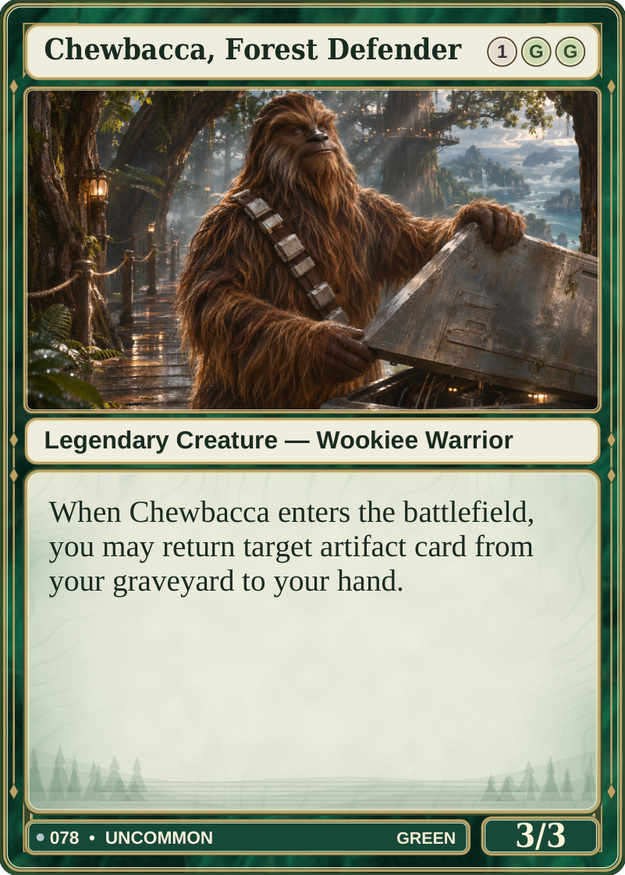 Chewbacca, Forest Defender 1 G G
Legendary Creature — Wookiee Warrior
When Chewbacca enters the battlefield,
you may return target artifact card from
your graveyard to your hand.
078 • UNCOMMON GREEN 3/3